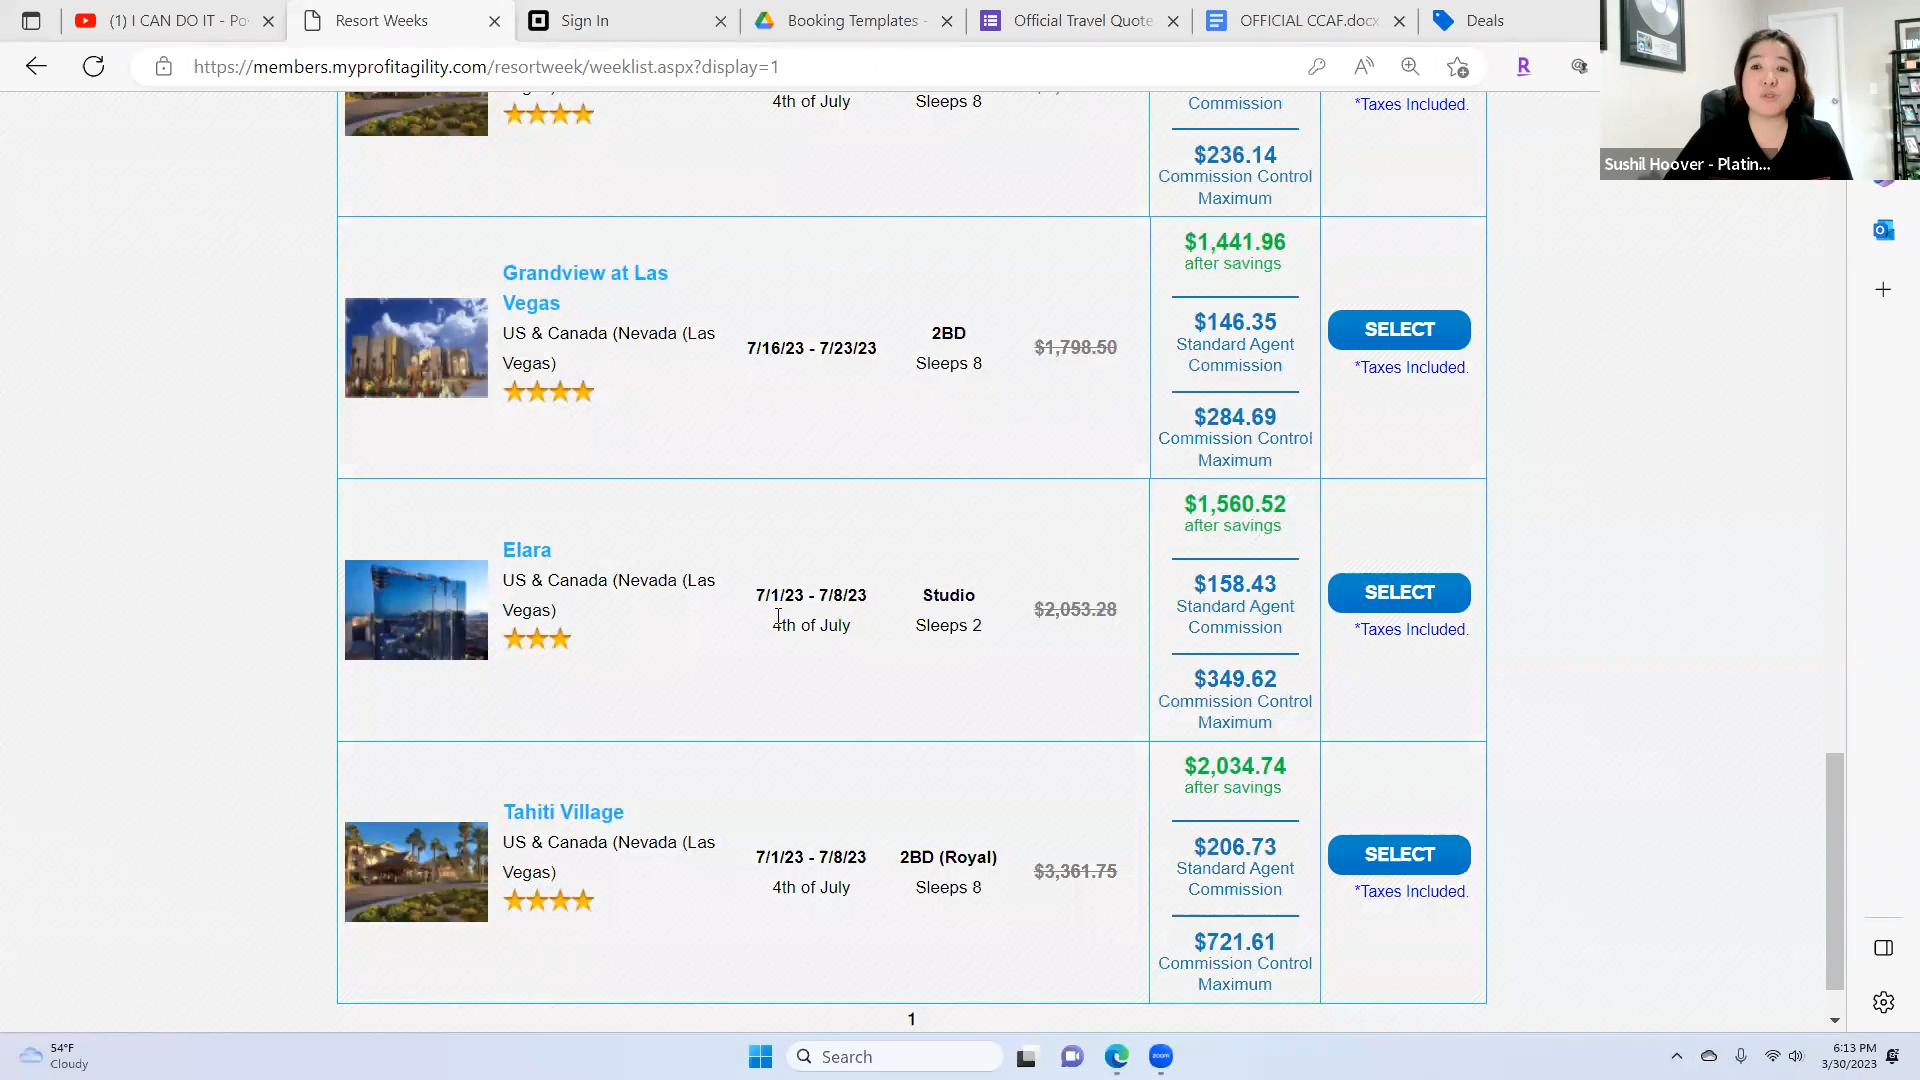 (1) I CAN DO IT - Po
Resort Weeks
Sign In
Booking Templates -
Official Travel Quote
OFFICIAL CCAF.docx
Deals
https://members.myprofitagility.com/resortweek/weeklist.aspx?display=1
Sushil Hoover - Platin...
4th of July
Sleeps 8
Commission
*Taxes Included.
$236.14
Commission Control
Maximum
Grandview at Las
Vegas
US & Canada (Nevada (Las
Vegas)
7/16/23 - 7/23/23
2BD
Sleeps 8
$1,798.50
$1,441.96
after savings
$146.35
Standard Agent
Commission
$284.69
Commission Control
Maximum
SELECT
*Taxes Included.
Elara
US & Canada (Nevada (Las
Vegas)
7/1/23 - 7/8/23
4th of July
Studio
Sleeps 2
$2,053.28
$1,560.52
after savings
$158.43
Standard Agent
Commission
$349.62
Commission Control
Maximum
SELECT
*Taxes Included.
Tahiti Village
US & Canada (Nevada (Las
Vegas)
7/1/23 - 7/8/23
4th of July
2BD (Royal)
Sleeps 8
$3,361.75
$2,034.74
after savings
$206.73
Standard Agent
Commission
$721.61
Commission Control
Maximum
SELECT
*Taxes Included.
1
54°F
Cloudy
Search
zoom
6:13 PM
3/30/2023